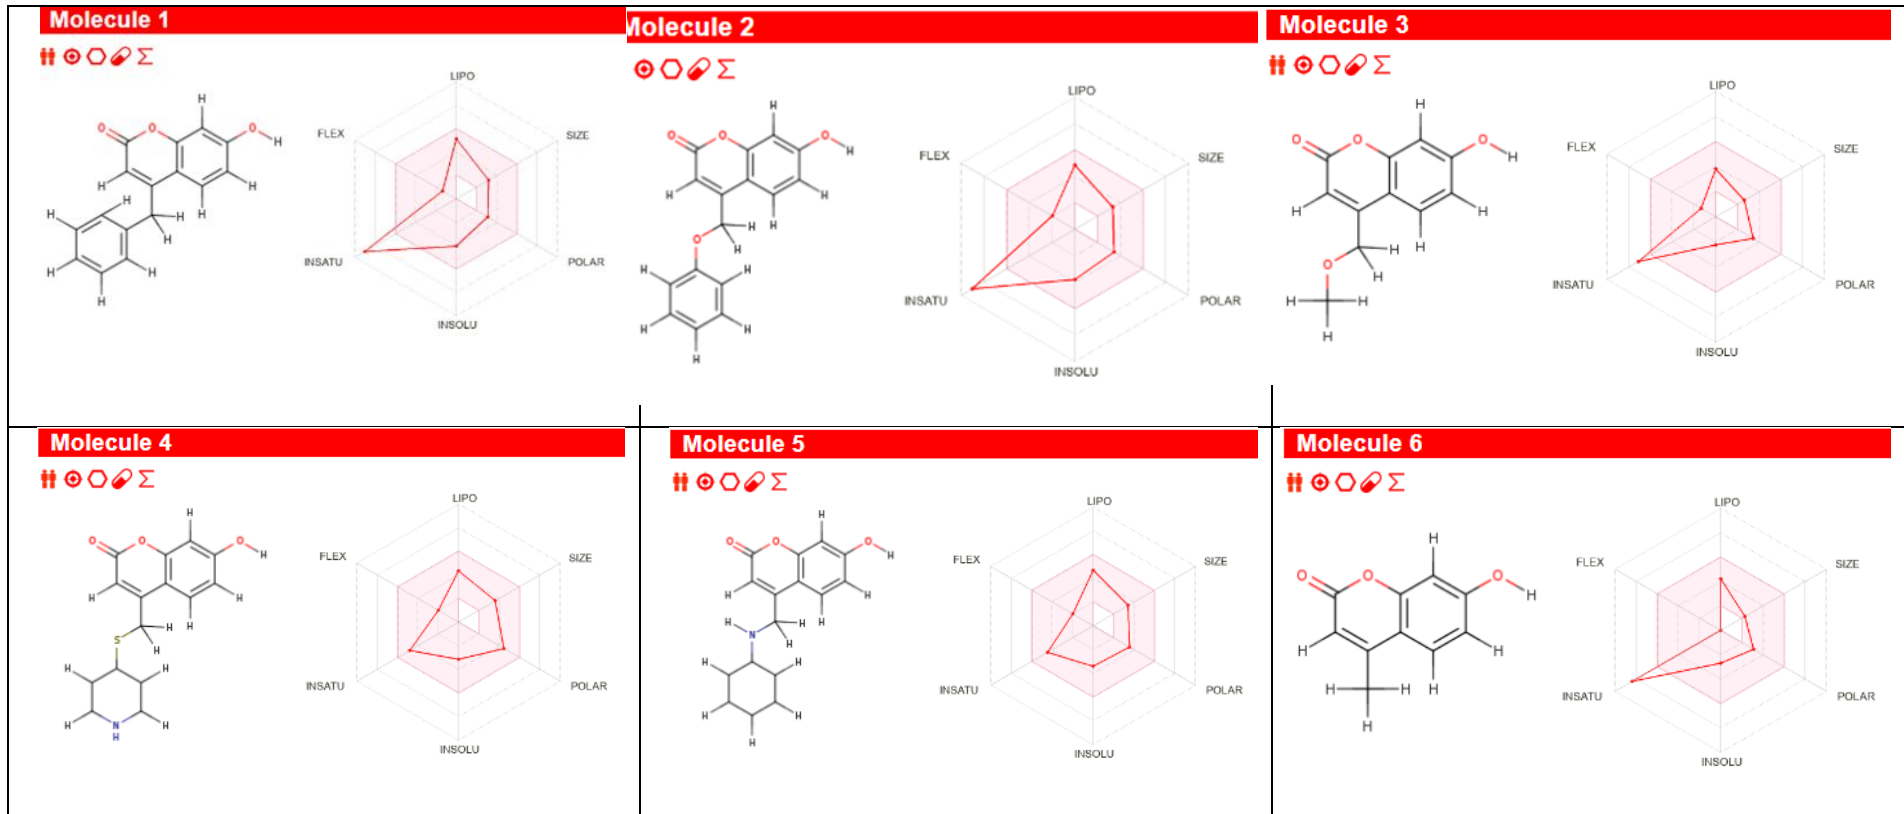 Molecule 1
Molecule 2
Molecule 3
LIPO
FLEX
SIZE
INSATU
POLAR
INSOLU
O
O
H
O
H
H
H
H
H
H
H
H
H
H
H
H
LIPO
FLEX
SIZE
INSATU
POLAR
INSOLU
H
O
O
O
H
H
H
H
H
H
O
H
H
H
H
H
LIPO
FLEX
SIZE
INSATU
POLAR
INSOLU
H
O
O
O
H
H
H
H
H
H
O
H
H
H
Molecule 4
Molecule 5
Molecule 6
LIPO
FLEX
SIZE
INSATU
POLAR
INSOLU
H
O
O
O
H
H
H
H
H
S
H
H
H
H
H
N
H
LIPO
FLEX
SIZE
INSATU
POLAR
INSOLU
H
O
O
O
H
H
H
H
H
N
H
H
H
H
H
H
H
LIPO
FLEX
SIZE
INSATU
POLAR
INSOLU
H
O
O
O
H
H
H
H
H
H
H